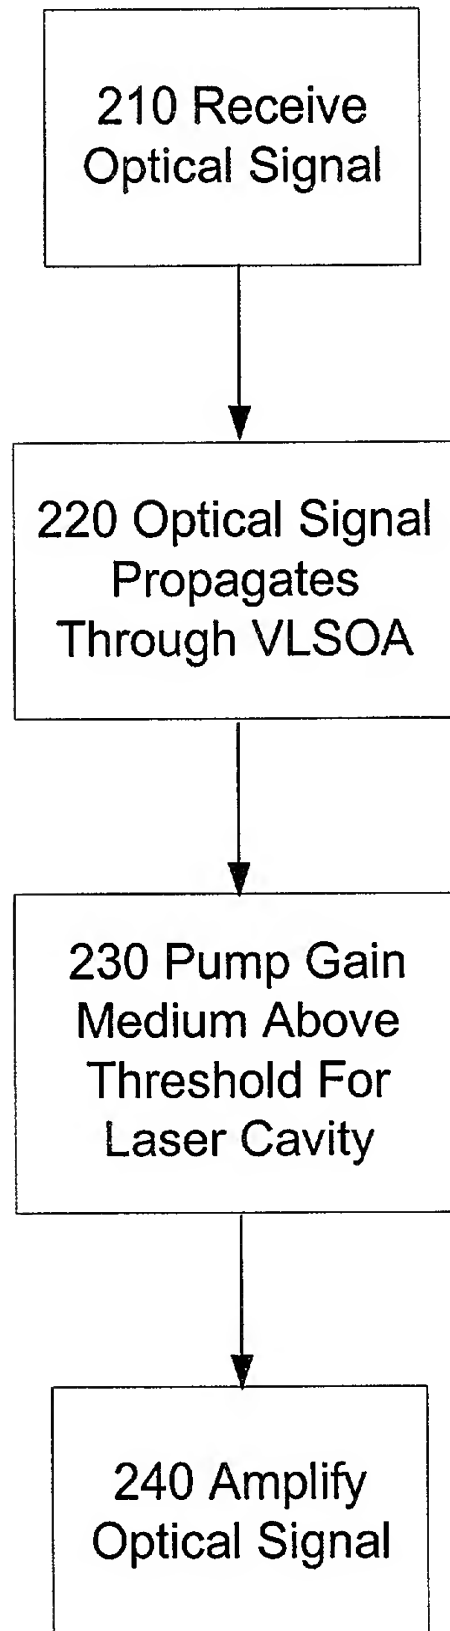 210 Receive
Optical Signal
220 Optical Signal
Propagates
Through VLSOA
230 Pump Gain
Medium Above
Threshold For
Laser Cavity
240 Amplify
Optical Signal